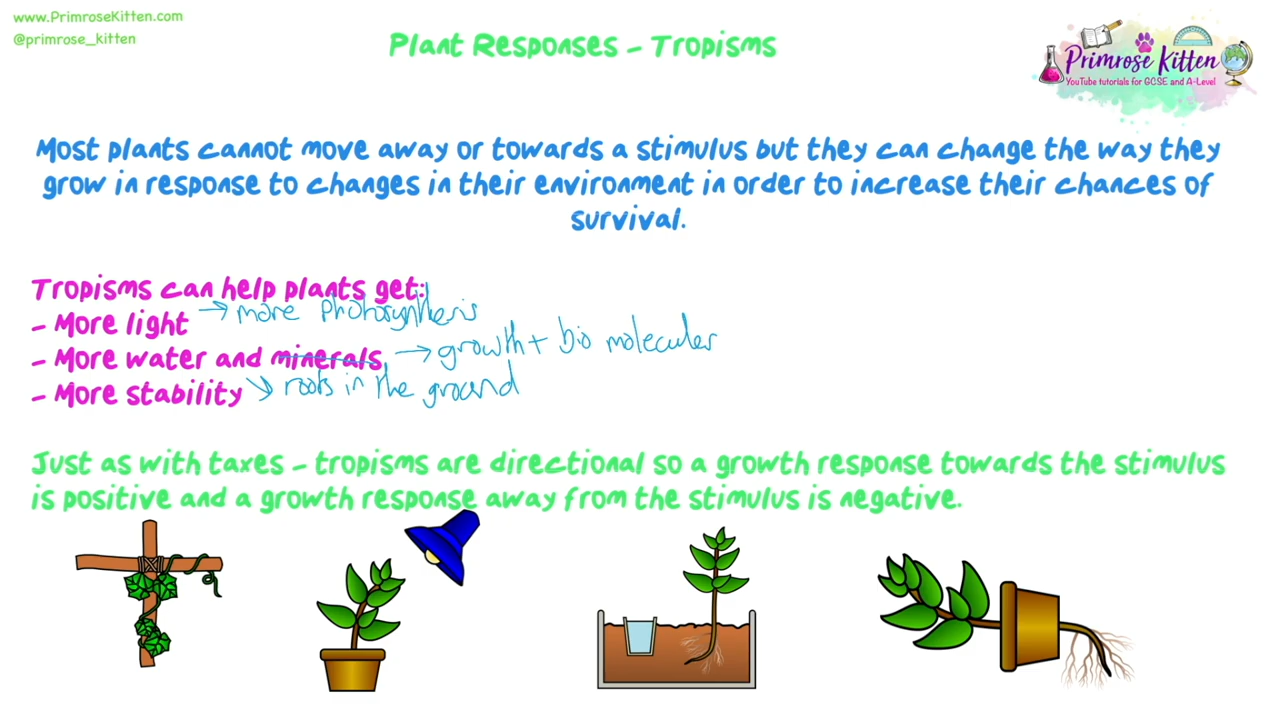 www.PrimroseKitten.com
@primrose_kitten
Plant Responses - Tropisms
Primrose Kitten
YouTube tutorials for GCSE and A-Level
Most plants cannot move away or towards a stimulus but they can change the way they
grow in response to changes in their environment in order to increase their chances of
survival.
Tropisms can help plants get:
- More light → more photosynthesis
- More water and minerals → growth + bio molecules
- More stability → roots in the ground
Just as with taxes - tropisms are directional so a growth response towards the stimulus
is positive and a growth response away from the stimulus is negative.